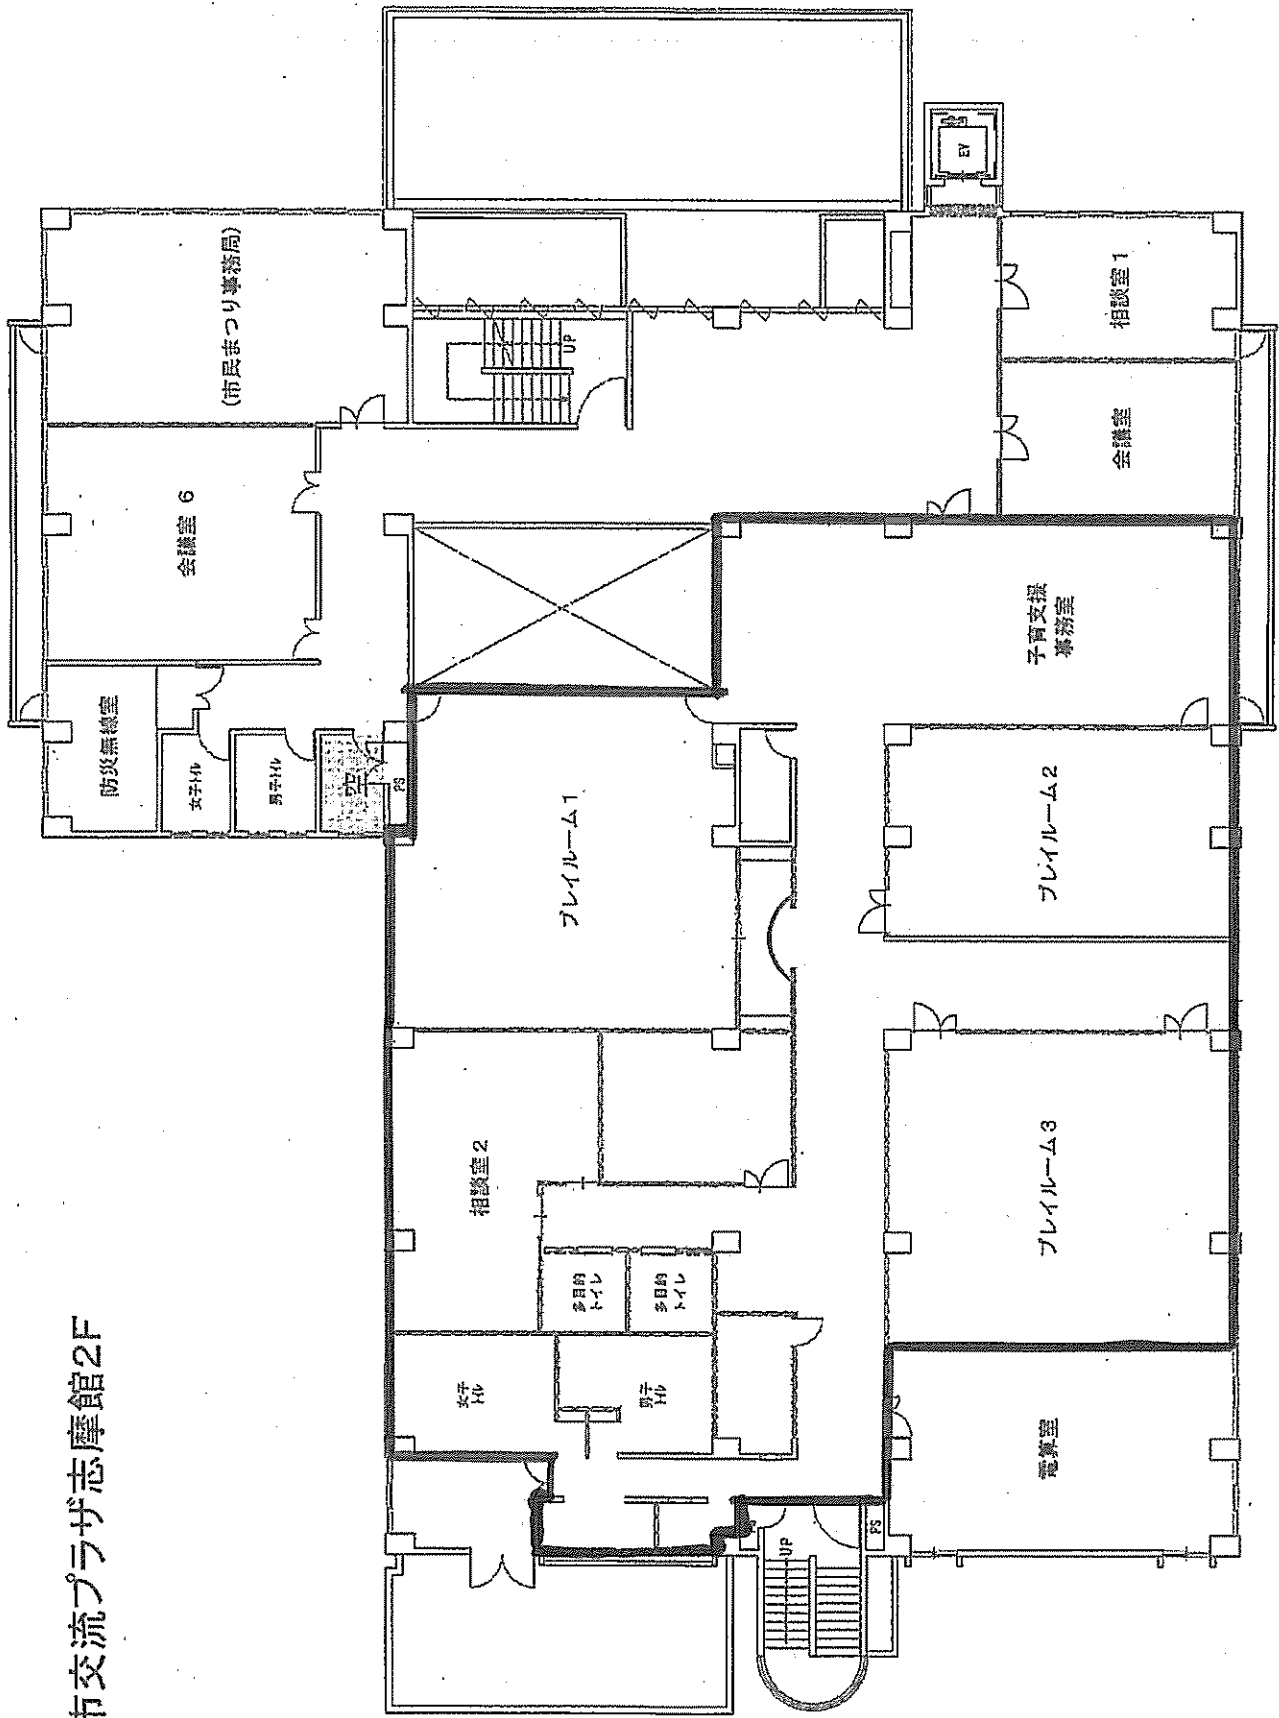 市交流プラザ志摩館2F
女子
トイレ
男子
トイレ
多目的
トイレ
多目的
トイレ
相談室2
プレイルーム1
PS
UP
PS
電算室
プレイルーム3
プレイルーム2
子育支援
事務室
防災無線室
女子トイレ
男子トイレ
空
PS
会議室6
(市民まつり事務局)
UP
会議室
相談室1
EV